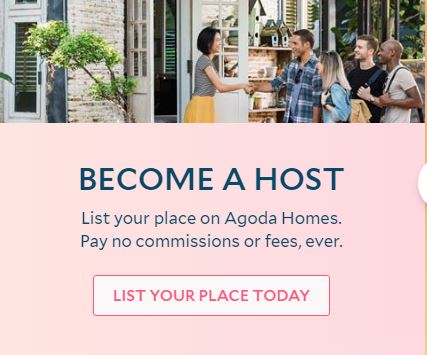 BECOME A HOST
List your place on Agoda Homes.
Pay no commissions or fees, ever.
LIST YOUR PLACE TODAY